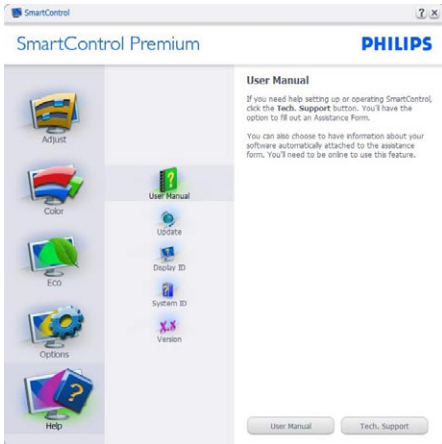 SmartControl
SmartControl Premium
PHILIPS
Adjust
Color
Eco
Options
Help
User Manual
Update
Display ID
System ID
Version
User Manual
If you need help setting up or operating SmartControl,
click the Tech. Support button. You'll have the
option to fill out an Assistance Form.
You can also choose to have information about your
software automatically attached to the assistance
form. You'll need to be online to use this feature.
User Manual
Tech. Support